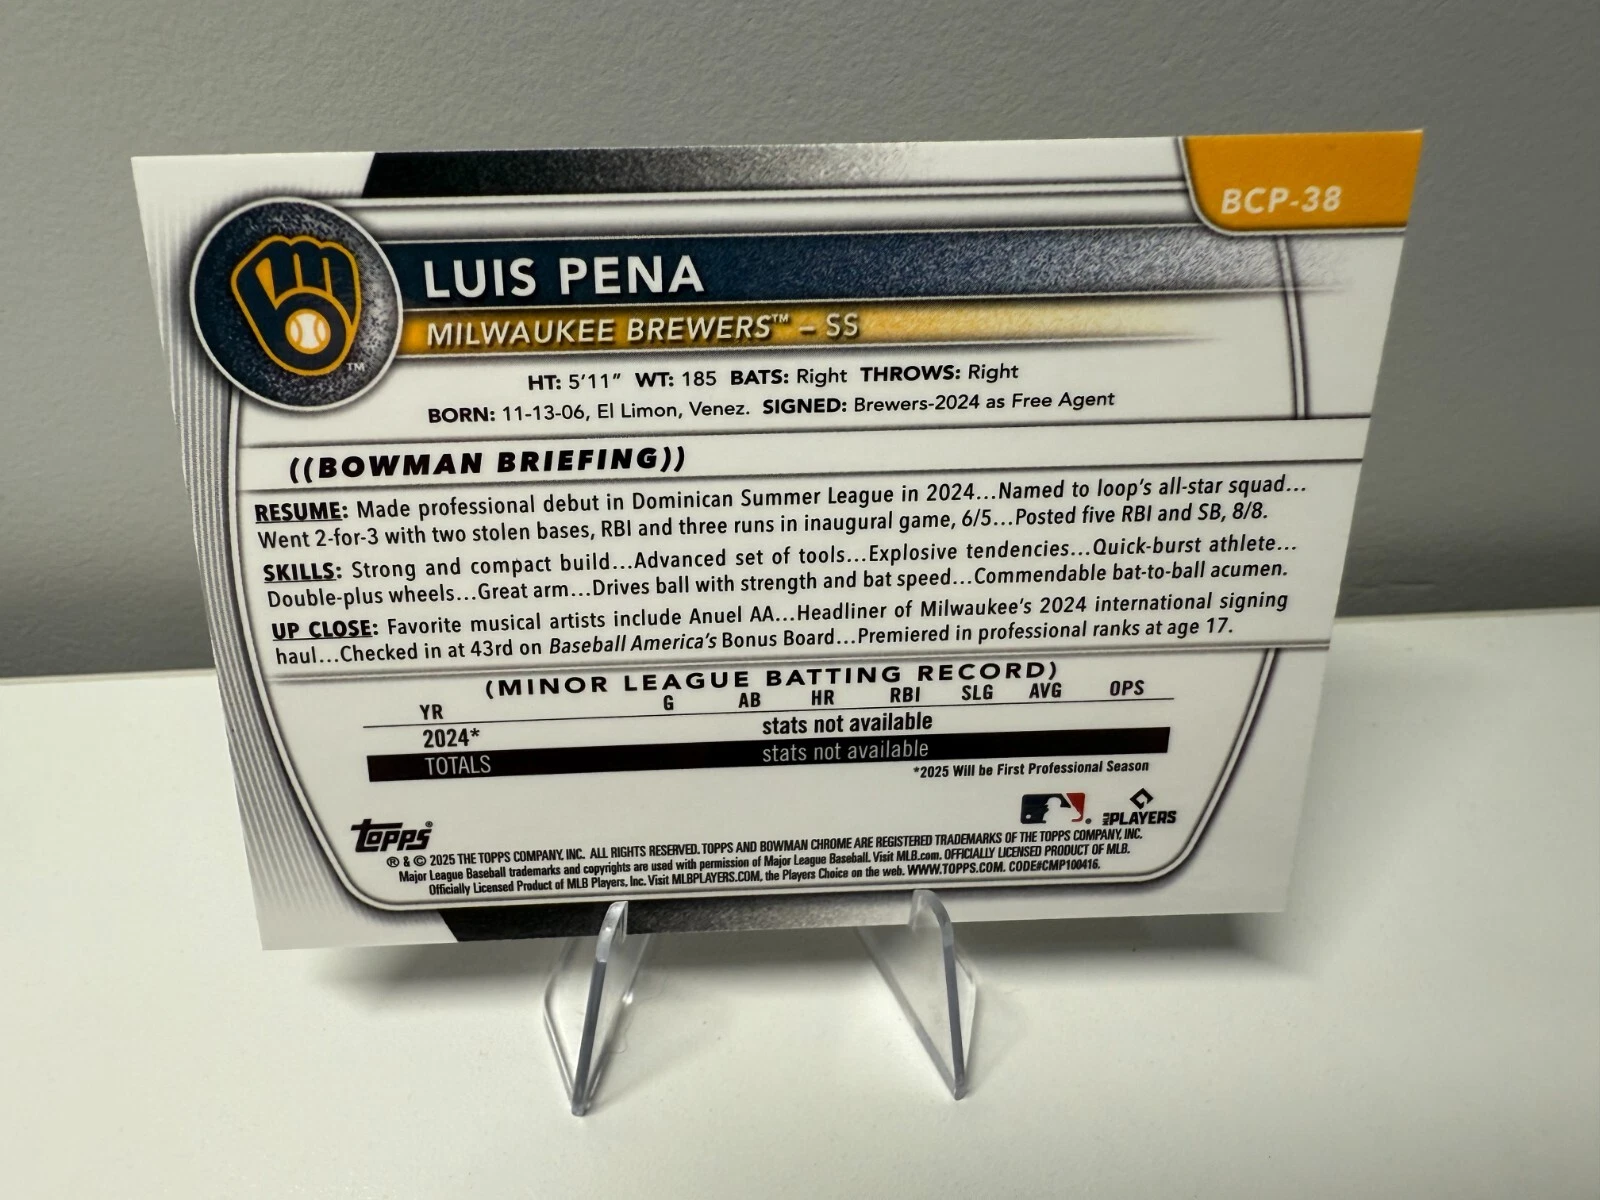 BCP-38
LUIS PENA
MILWAUKEE BREWERS™ – SS
TM
HT: 5'11" WT: 185 BATS: Right THROWS: Right
BORN: 11-13-06, El Limon, Venez. SIGNED: Brewers-2024 as Free Agent
((BOWMAN BRIEFING))
RESUME: Made professional debut in Dominican Summer League in 2024...Named to loop's all-star squad...
Went 2-for-3 with two stolen bases, RBI and three runs in inaugural game, 6/5...Posted five RBI and SB, 8/8.
SKILLS: Strong and compact build...Advanced set of tools...Explosive tendencies...Quick-burst athlete...
Double-plus wheels...Great arm...Drives ball with strength and bat speed...Commendable bat-to-ball acumen.
UP CLOSE: Favorite musical artists include Anuel AA...Headliner of Milwaukee's 2024 international signing
haul...Checked in at 43rd on Baseball America's Bonus Board...Premiered in professional ranks at age 17.
(MINOR LEAGUE BATTING RECORD)
YR G AB HR RBI SLG AVG OPS
2024* stats not available
TOTALS stats not available
*2025 Will be First Professional Season
topps®
MLB PLAYERS
® & © 2025 THE TOPPS COMPANY, INC. ALL RIGHTS RESERVED. TOPPS AND BOWMAN CHROME ARE REGISTERED TRADEMARKS OF THE TOPPS COMPANY, INC.
Major League Baseball trademarks and copyrights are used with permission of Major League Baseball. Visit MLB.com. OFFICIALLY LICENSED PRODUCT OF MLB.
Officially Licensed Product of MLB Players, Inc. Visit MLBPLAYERS.COM, the Players Choice on the web. WWW.TOPPS.COM. CODE#CMP100416.